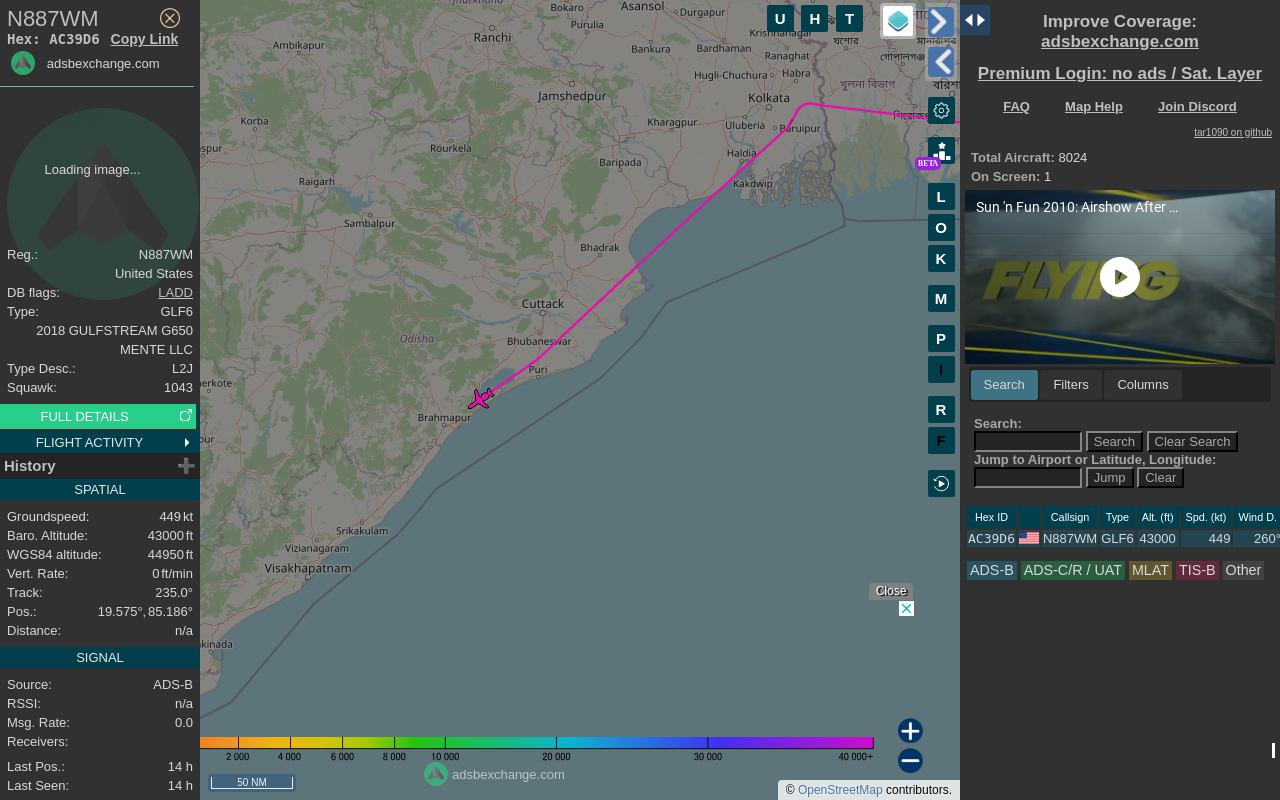 N887WM
Hex: AC39D6 Copy Link
adsbexchange.com
Loading image...
Reg.: N887WM
United States
DB flags: LADD
Type: GLF6
2018 GULFSTREAM G650
MENTE LLC
Type Desc.: L2J
Squawk: 1043
FULL DETAILS
FLIGHT ACTIVITY
History
SPATIAL
Groundspeed: 449 kt
Baro. Altitude: 43000 ft
WGS84 altitude: 44950 ft
Vert. Rate: 0 ft/min
Track: 235.0°
Pos.: 19.575°, 85.186°
Distance: n/a
SIGNAL
Source: ADS-B
RSSI: n/a
Msg. Rate: 0.0
Receivers:
Last Pos.: 14 h
Last Seen: 14 h
Bokaro
Asansol
Durgapur
Purulia
Ranchi
Ambikapur
Bankura
Bardhaman
Krishnanagar
যশোর
Ranaghat
গোপালগঞ্জ
Hugli-Chuchura
Habra
খুলনা বিভাগ
Jamshedpur
Kolkata
Korba
Kharagpur
Uluberia
Baruipur
Rourkela
Haldia
Baripada
Kakdwip
Raigarh
Sambalpur
Bhadrak
Cuttack
Odisha
Bhubaneswar
Puri
Brahmapur
Srikakulam
Vizianagaram
Visakhapatnam
U H T
BETA
L
O
K
M
P
I
R
F
Close
2 000 4 000 6 000 8 000 10 000 20 000 30 000 40 000+
adsbexchange.com
50 NM
© OpenStreetMap contributors.
Improve Coverage:
adsbexchange.com
Premium Login: no ads / Sat. Layer
FAQ Map Help Join Discord
tar1090 on github
Total Aircraft: 8024
On Screen: 1
Sun 'n Fun 2010: Airshow After ...
FLYING
Search Filters Columns
Search:
Search Clear Search
Jump to Airport or Latitude, Longitude:
Jump Clear
Hex ID Callsign Type Alt. (ft) Spd. (kt) Wind D.
AC39D6 N887WM GLF6 43000 449 260°
ADS-B ADS-C/R / UAT MLAT TIS-B Other